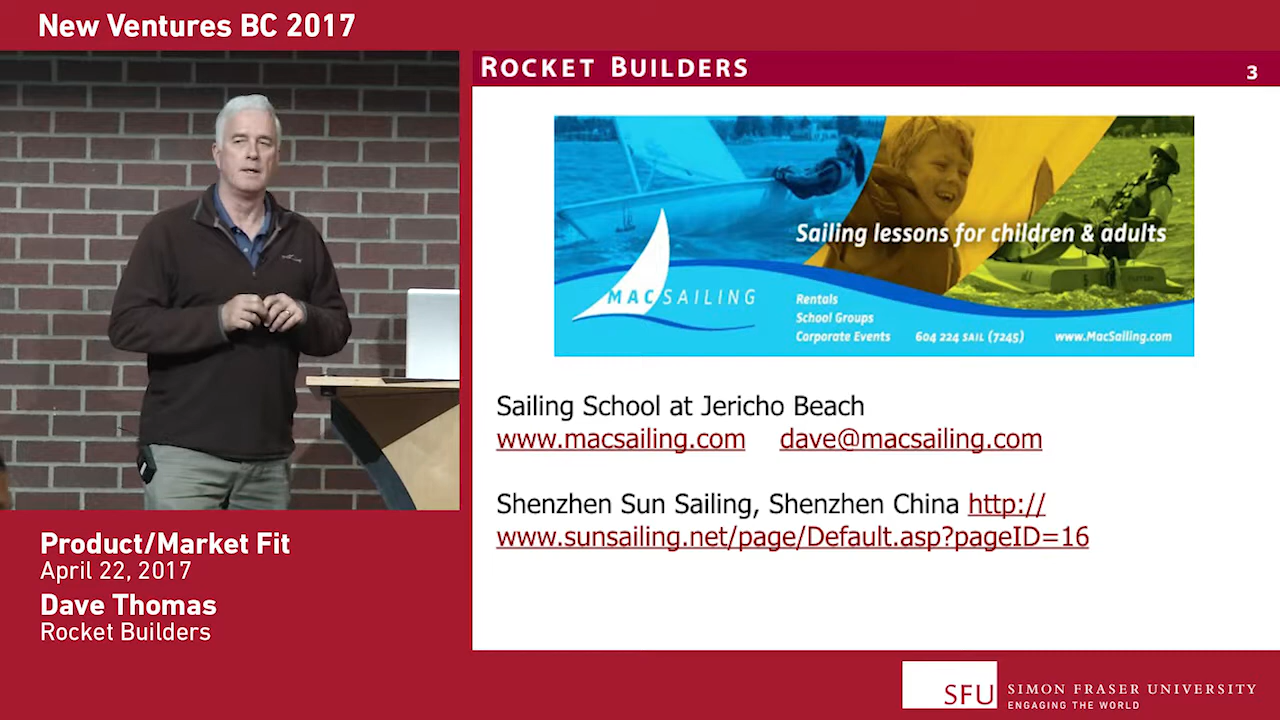 New Ventures BC 2017
ROCKET BUILDERS
3
Sailing lessons for children & adults
MACSAILING
Rentals
School Groups
Corporate Events 604 224 SAIL (7245) www.MacSailing.com
Sailing School at Jericho Beach
www.macsailing.com dave@macsailing.com
Shenzhen Sun Sailing, Shenzhen China http://
www.sunsailing.net/page/Default.asp?pageID=16
Product/Market Fit
April 22, 2017
Dave Thomas
Rocket Builders
SFU
SIMON FRASER UNIVERSITY
ENGAGING THE WORLD